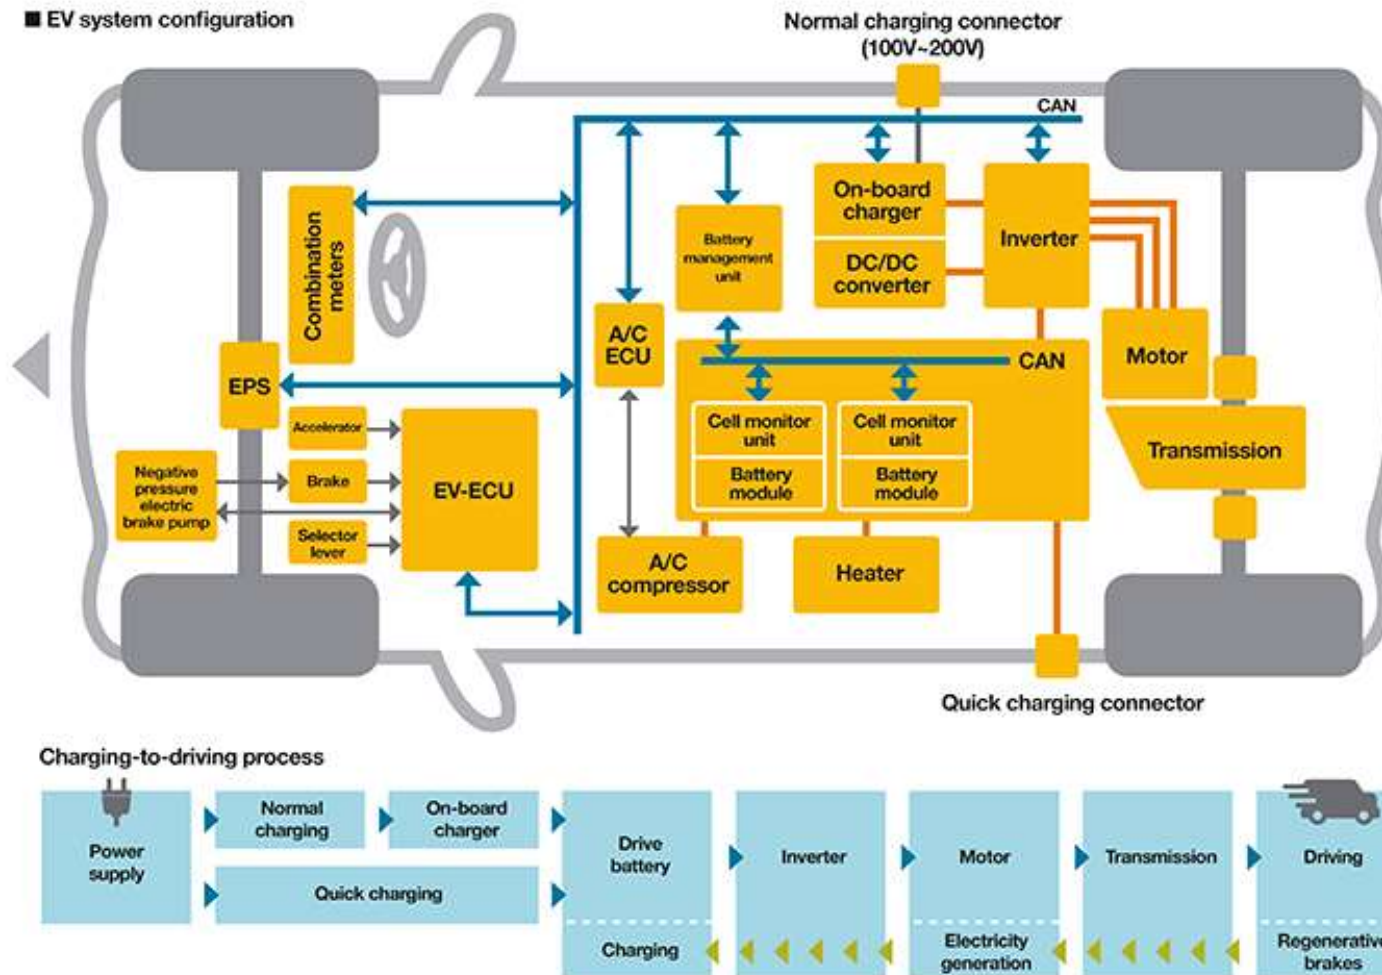 ■ EV system configuration
Normal charging connector
(100V~200V)
CAN
Combination
meters
Battery
management
unit
On-board
charger
DC/DC
converter
Inverter
A/C
ECU
CAN
Motor
EPS
Cell monitor
unit
Battery
module
Cell monitor
unit
Battery
module
Transmission
Accelerator
Negative
pressure
electric
brake pump
Brake
Selector
lever
EV-ECU
A/C
compressor
Heater
Quick charging connector
Charging-to-driving process
Power
supply
Normal
charging
On-board
charger
Quick charging
Drive
battery
Inverter
Motor
Transmission
Driving
Charging
Electricity
generation
Regenerative
brakes